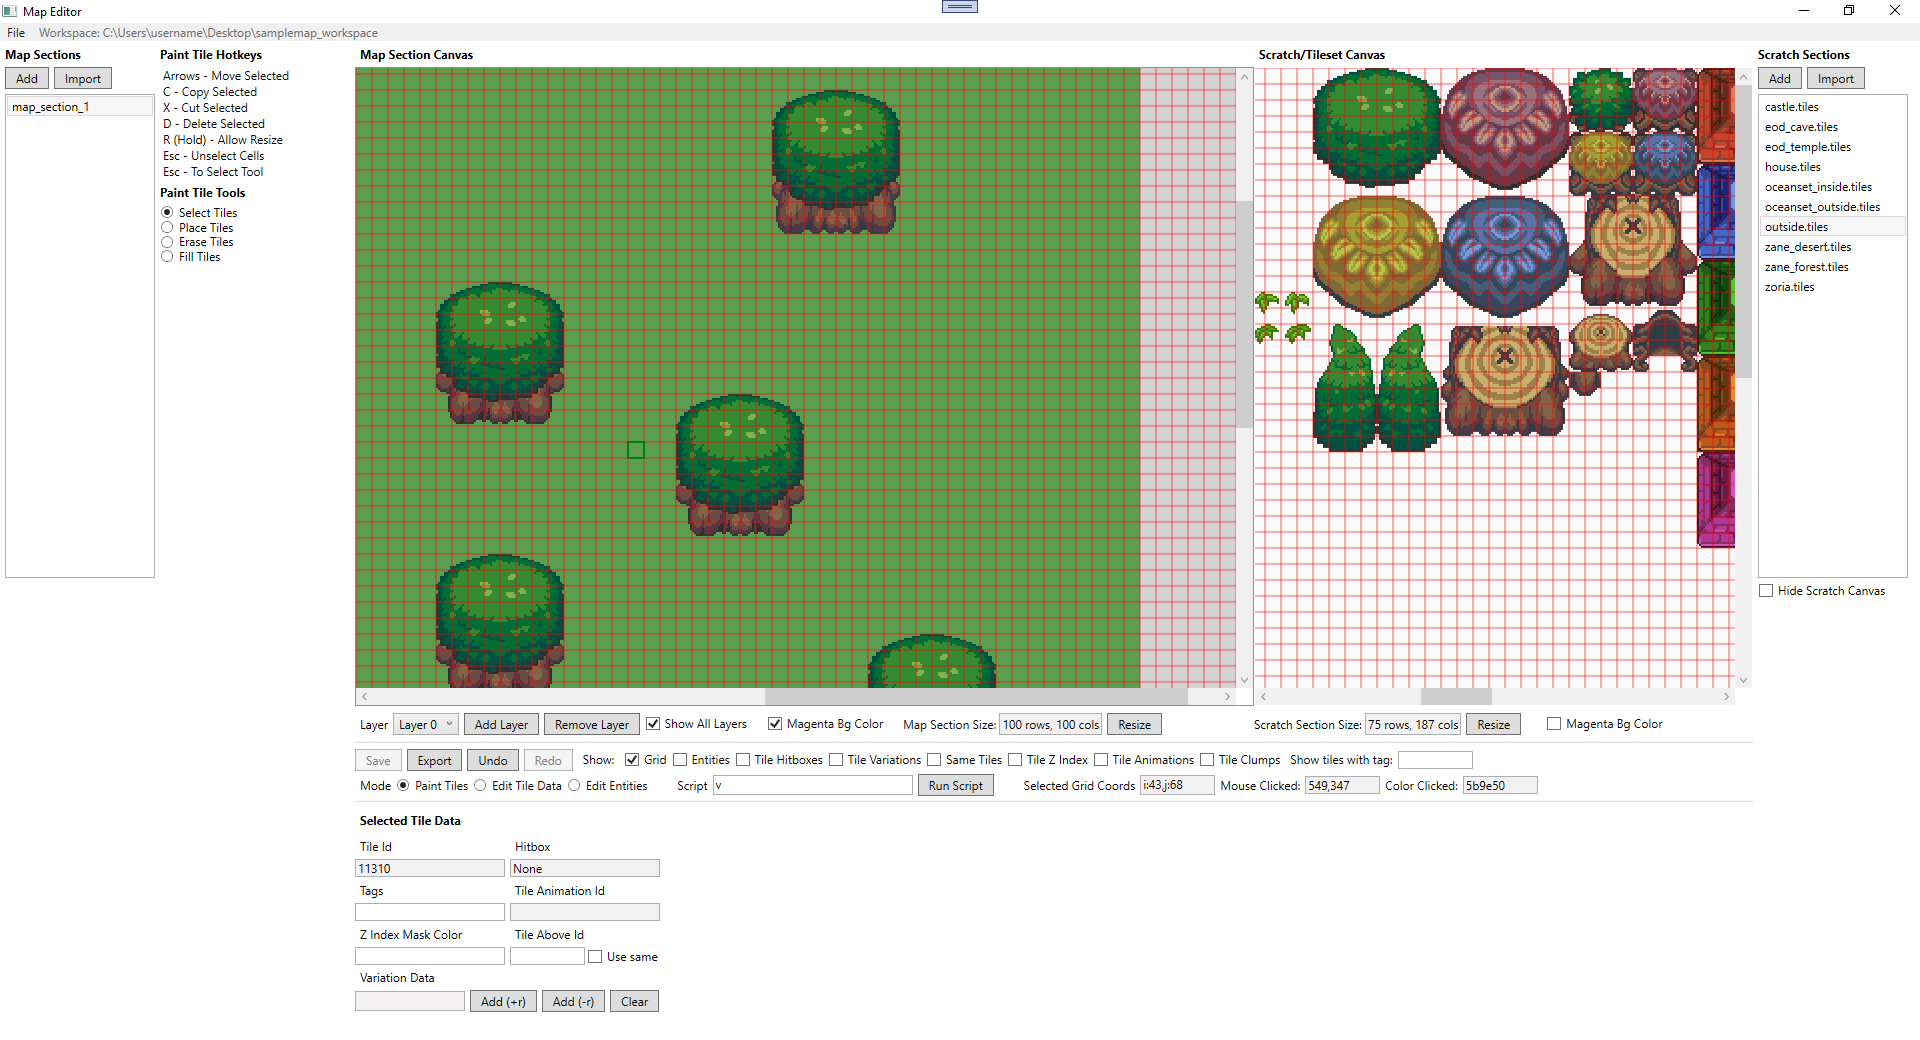 Map Editor
File Workspace: C:\Users\username\Desktop\samplemap_workspace
Map Sections
Add Import
map_section_1
Paint Tile Hotkeys
Arrows - Move Selected
C - Copy Selected
X - Cut Selected
D - Delete Selected
R (Hold) - Allow Resize
Esc - Unselect Cells
Esc - To Select Tool
Paint Tile Tools
Select Tiles
Place Tiles
Erase Tiles
Fill Tiles
Map Section Canvas
Scratch/Tileset Canvas
Scratch Sections
Add Import
castle.tiles
eod_cave.tiles
eod_temple.tiles
house.tiles
oceanset_inside.tiles
oceanset_outside.tiles
outside.tiles
zane_desert.tiles
zane_forest.tiles
zoria.tiles
Hide Scratch Canvas
Layer Layer 0 Add Layer Remove Layer Show All Layers Magenta Bg Color Map Section Size: 100 rows, 100 cols Resize
Scratch Section Size: 75 rows, 187 cols Resize Magenta Bg Color
Save Export Undo Redo Show: Grid Entities Tile Hitboxes Tile Variations Same Tiles Tile Z Index Tile Animations Tile Clumps Show tiles with tag:
Mode Paint Tiles Edit Tile Data Edit Entities Script v Run Script Selected Grid Coords i:43,j:68 Mouse Clicked: 549,347 Color Clicked: 5b9e50
Selected Tile Data
Tile Id Hitbox
11310 None
Tags Tile Animation Id
Z Index Mask Color Tile Above Id
Use same
Variation Data
Add (+r) Add (-r) Clear